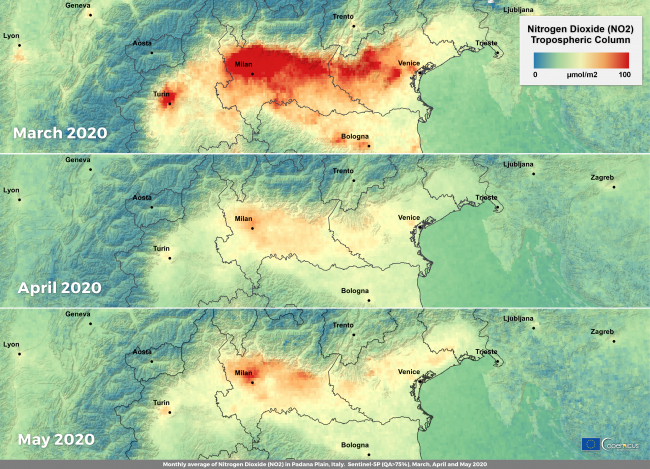 Nitrogen Dioxide (NO2)
Tropospheric Column
0 µmol/m2 100
Geneva
Lyon
Aosta
Trento
Ljubljana
Trieste
Milan
Venice
Turin
Bologna
March 2020
Geneva
Lyon
Aosta
Trento
Ljubljana
Zagreb
Trieste
Milan
Venice
Turin
Bologna
April 2020
Geneva
Lyon
Aosta
Trento
Ljubljana
Zagreb
Trieste
Milan
Venice
Turin
Bologna
May 2020
opernicus
Monthly average of Nitrogen Dioxide (NO2) in Padana Plain, Italy. Sentinel-5P (QA>75%), March, April and May 2020